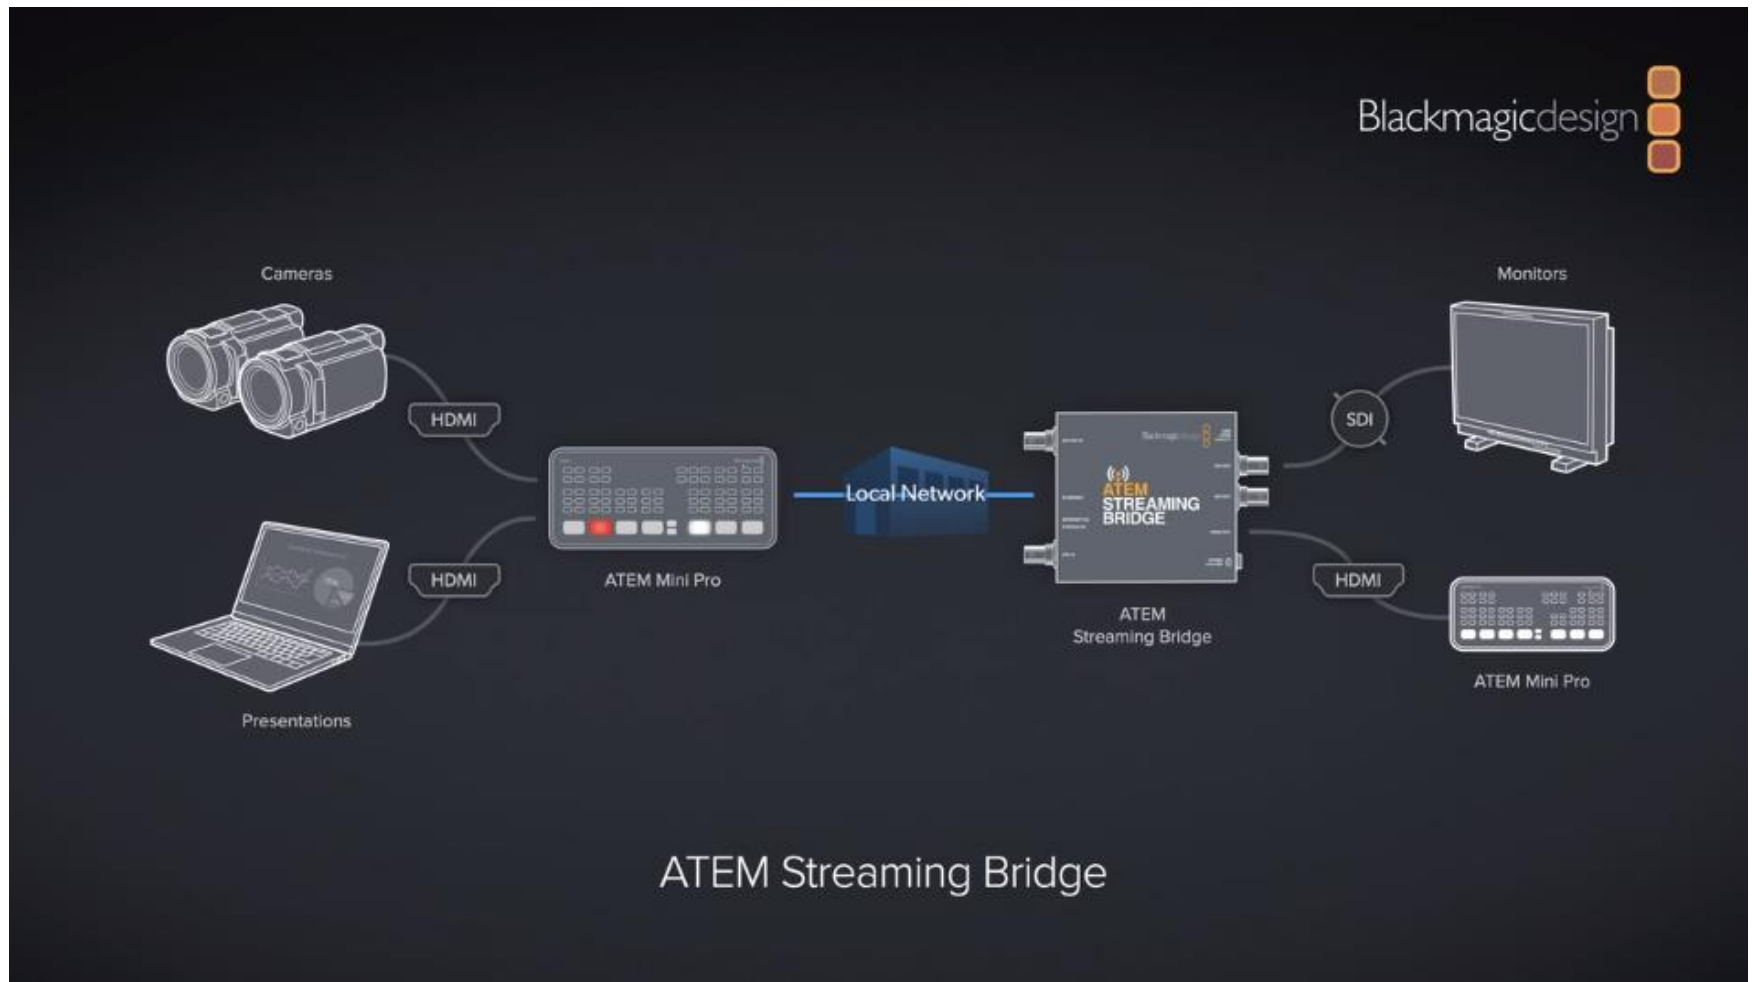 Blackmagicdesign
Cameras
Monitors
HDMI
SDI
Blackmagicdesign
ATEM
STREAMING
BRIDGE
Local Network
HDMI
HDMI
ATEM Mini Pro
ATEM
Streaming Bridge
ATEM Mini Pro
Presentations
ATEM Streaming Bridge